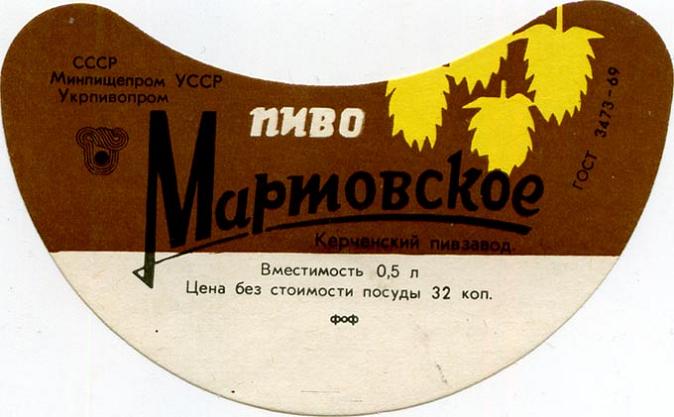 СССР
Минпищепром УССР
Укрпивопром
пиво
Мартовское
Керченский пивзавод.
ГОСТ 3473-69
Вместимость 0,5 л
Цена без стоимости посуды 32 коп.
фоф